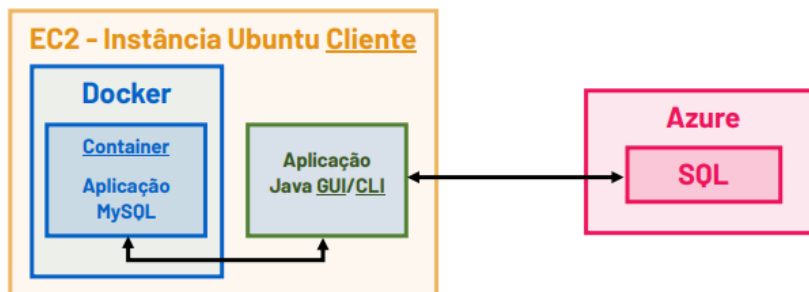 EC2 - Instância Ubuntu Cliente
Docker
Container
Aplicação
MySQL
Aplicação
Java GUI/CLI
Azure
SQL